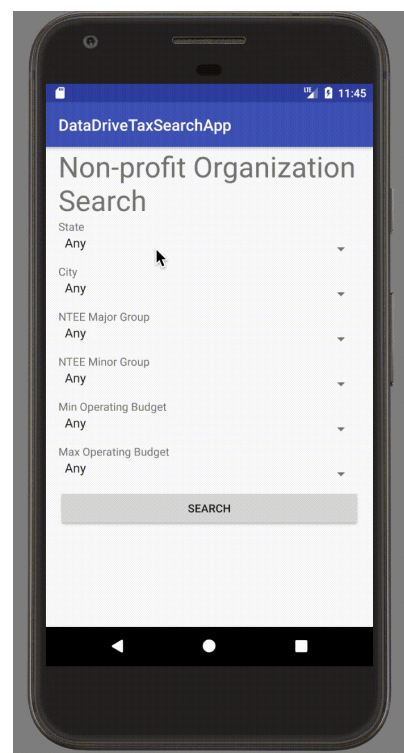 LTE 11:45
DataDriveTaxSearchApp
Non-profit Organization
Search
State
Any
City
Any
NTEE Major Group
Any
NTEE Minor Group
Any
Min Operating Budget
Any
Max Operating Budget
Any
SEARCH